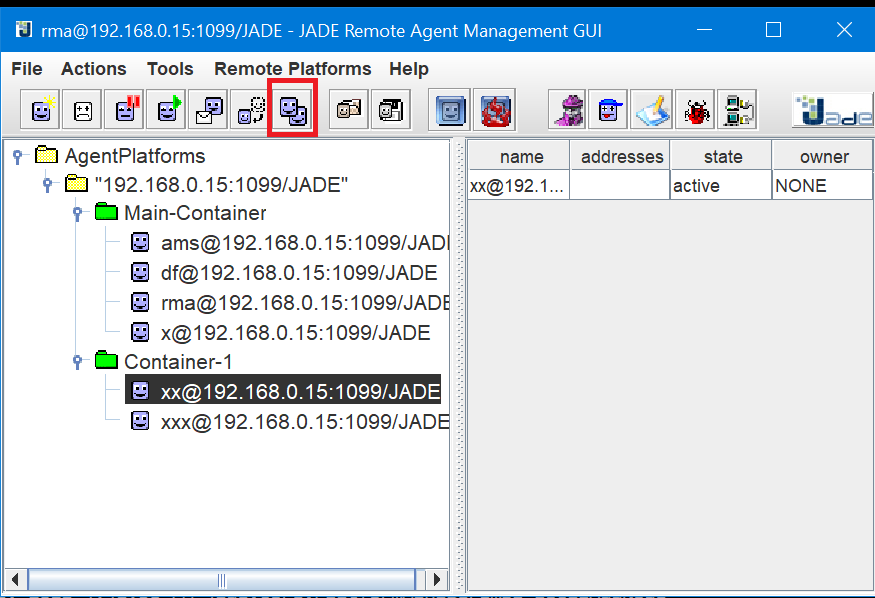 rma@192.168.0.15:1099/JADE - JADE Remote Agent Management GUI
File Actions Tools Remote Platforms Help
Jade
AgentPlatforms
"192.168.0.15:1099/JADE"
Main-Container
ams@192.168.0.15:1099/JAD
df@192.168.0.15:1099/JADE
rma@192.168.0.15:1099/JADE
x@192.168.0.15:1099/JADE
Container-1
xx@192.168.0.15:1099/JADE
xxx@192.168.0.15:1099/JADE
name addresses state owner
xx@192.1... active NONE